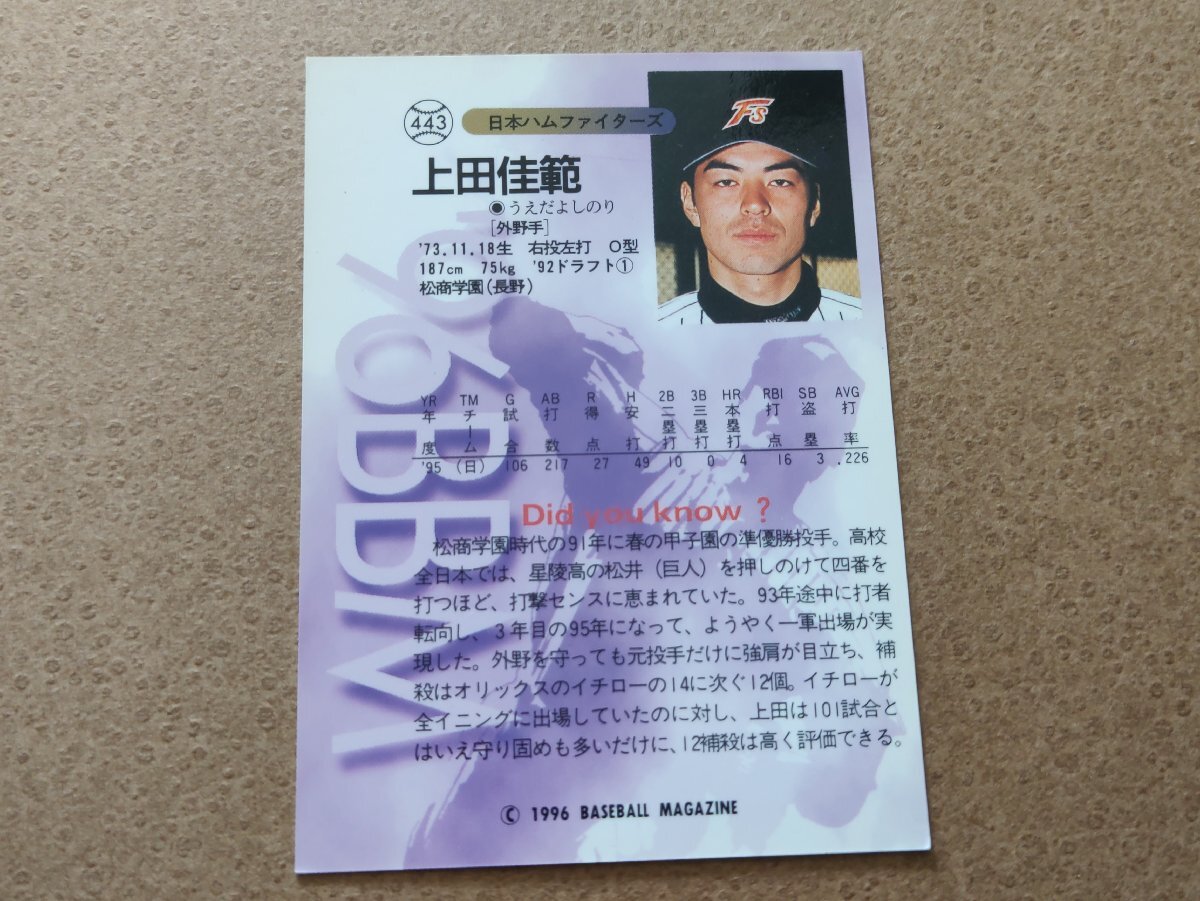 443 日本ハムファイターズ
Fs
上田佳範
◉うえだよしのり
[外野手]
'73.11.18生 右投左打 O型
187cm 75kg '92ドラフト①
松商学園(長野)
'96BBM
YR TM G AB R H 2B 3B HR RBI SB AVG
年度 チーム 試合 打数 得点 安打 二塁打 三塁打 本塁打 打点 盗塁 打率
'95 (日) 106 217 27 49 10 0 4 16 3 .226
Did you know ?
松商学園時代の91年に春の甲子園の準優勝投手。高校
全日本では、星陵高の松井（巨人）を押しのけて四番を
打つほど、打撃センスに恵まれていた。93年途中に打者
転向し、3年目の95年になって、ようやく一軍出場が実
現した。外野を守っても元投手だけに強肩が目立ち、補
殺はオリックスのイチローの14に次ぐ12個。イチローが
全イニングに出場していたのに対し、上田は101試合と
はいえ守り固めも多いだけに、12補殺は高く評価できる。
© 1996 BASEBALL MAGAZINE